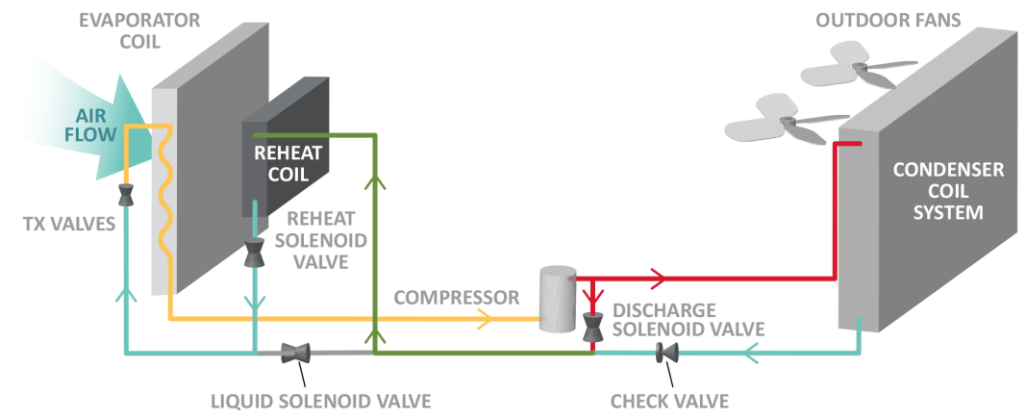 EVAPORATOR
COIL
OUTDOOR FANS
AIR
FLOW
REHEAT
COIL
CONDENSER
COIL
SYSTEM
TX VALVES
REHEAT
SOLENOID
VALVE
COMPRESSOR
DISCHARGE
SOLENOID VALVE
LIQUID SOLENOID VALVE
CHECK VALVE